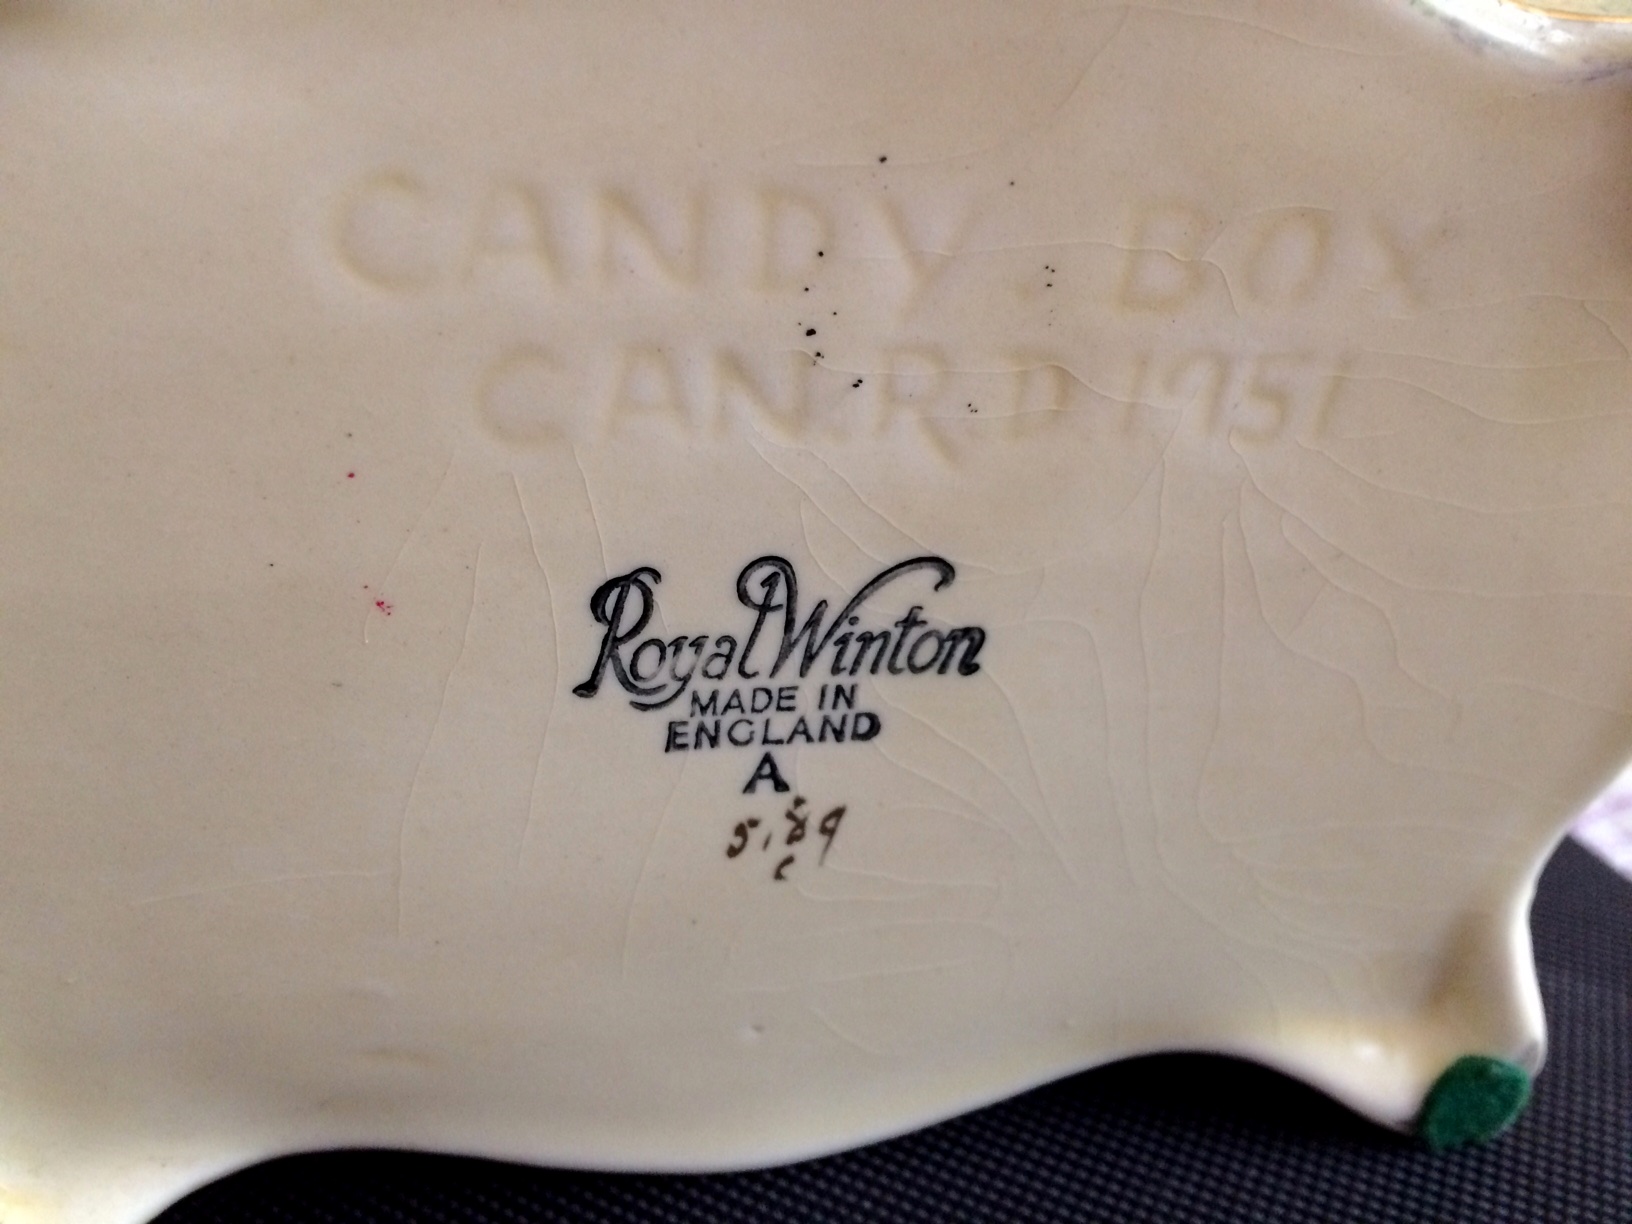 CANDY. BOX
CAN.R.D.1951
Royal Winton
MADE IN
ENGLAND
A